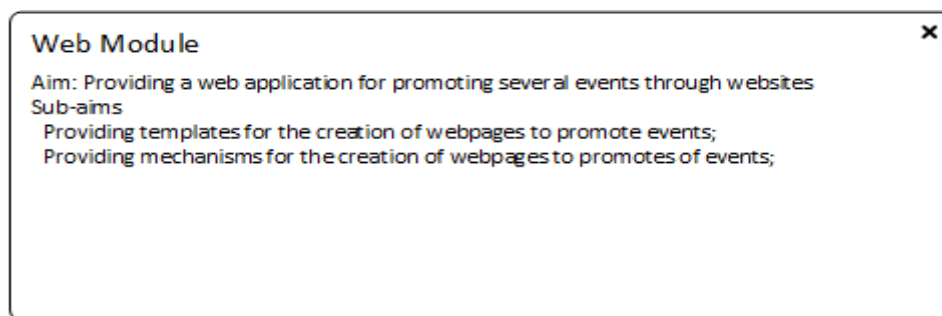 Web Module
Aim: Providing a web application for promoting several events through websites
Sub-aims
Providing templates for the creation of webpages to promote events;
Providing mechanisms for the creation of webpages to promotes of events;